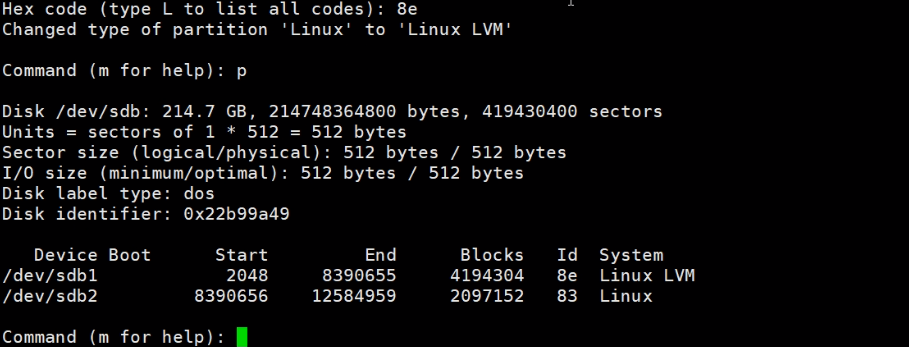 Hex code (type L to list all codes): 8e
Changed type of partition 'Linux' to 'Linux LVM'
Command (m for help): p
Disk /dev/sdb: 214.7 GB, 214748364800 bytes, 419430400 sectors
Units = sectors of 1 * 512 = 512 bytes
Sector size (logical/physical): 512 bytes / 512 bytes
I/O size (minimum/optimal): 512 bytes / 512 bytes
Disk label type: dos
Disk identifier: 0x22b99a49
   Device Boot      Start         End      Blocks   Id  System
/dev/sdb1            2048     8390655     4194304   8e  Linux LVM
/dev/sdb2         8390656    12584959     2097152   83  Linux
Command (m for help):